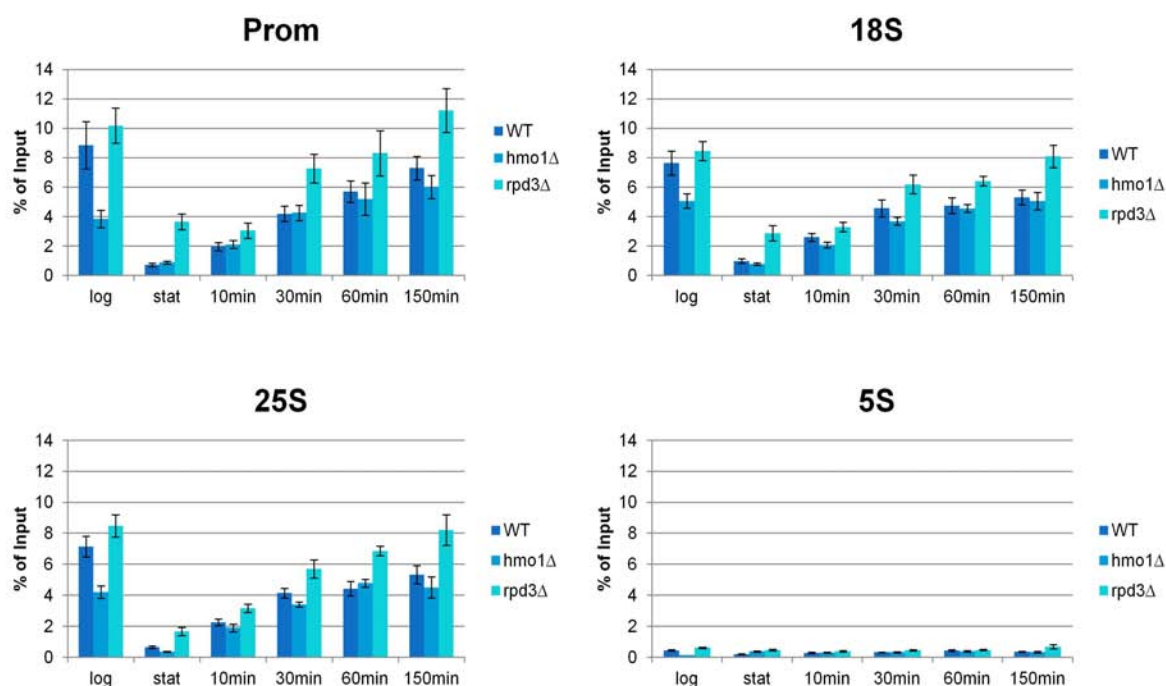 Prom
14
12
10
8
6
4
2
0
% of Input
log stat 10min 30min 60min 150min
WT
hmo1Δ
rpd3Δ
18S
14
12
10
8
6
4
2
0
% of Input
log stat 10min 30min 60min 150min
WT
hmo1Δ
rpd3Δ
25S
14
12
10
8
6
4
2
0
% of Input
log stat 10min 30min 60min 150min
WT
hmo1Δ
rpd3Δ
5S
14
12
10
8
6
4
2
0
% of Input
log stat 10min 30min 60min 150min
WT
hmo1Δ
rpd3Δ